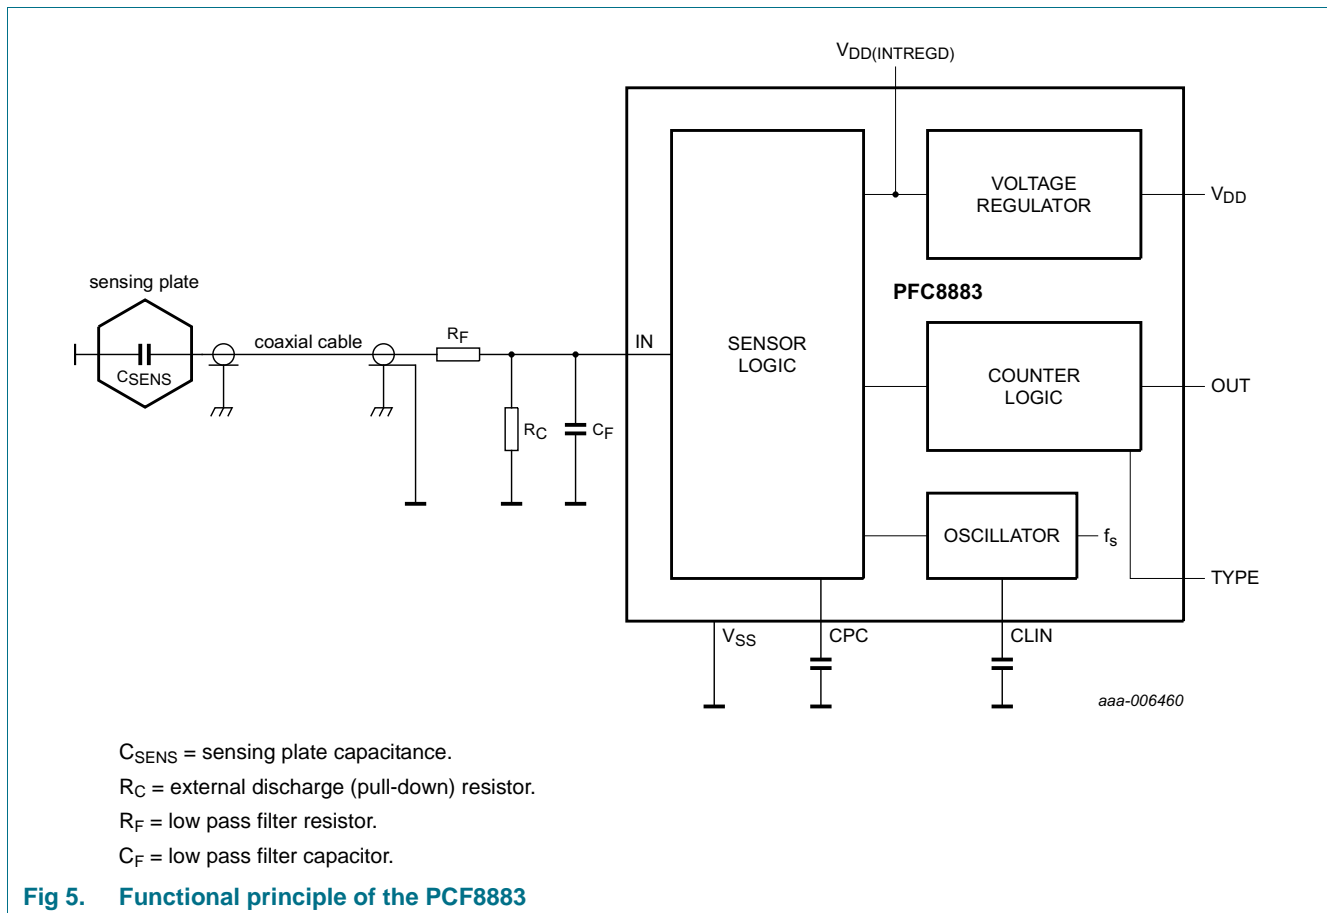 VDD(INTREGD)
VOLTAGE
REGULATOR
VDD
PFC8883
sensing plate
CSENS
coaxial cable
RF
RC
CF
IN
SENSOR
LOGIC
COUNTER
LOGIC
OUT
OSCILLATOR
fs
TYPE
VSS
CPC
CLIN
aaa-006460
CSENS = sensing plate capacitance.
RC = external discharge (pull-down) resistor.
RF = low pass filter resistor.
CF = low pass filter capacitor.
Fig 5. Functional principle of the PCF8883